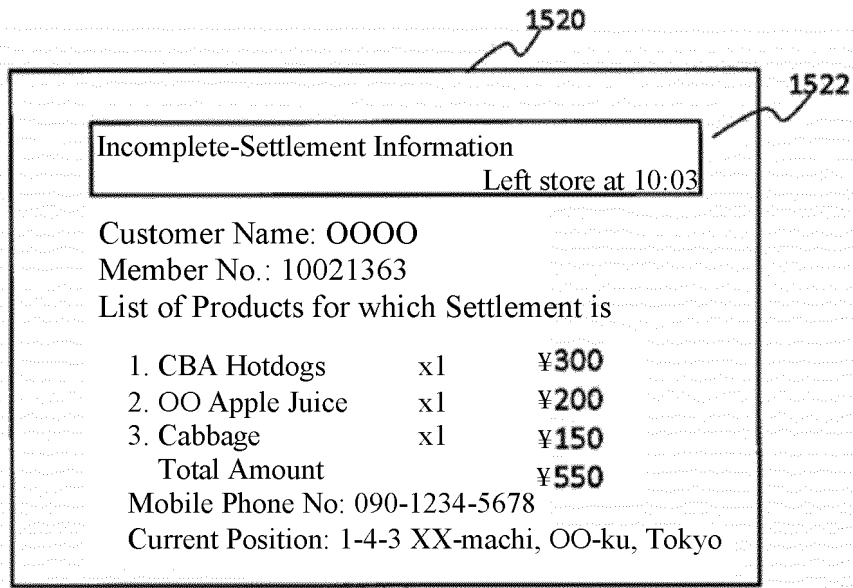 1520
1522
Incomplete-Settlement Information
Left store at 10:03
Customer Name: OOOO
Member No.: 10021363
List of Products for which Settlement is
1. CBA Hotdogs x1 ¥300
2. OO Apple Juice x1 ¥200
3. Cabbage x1 ¥150
Total Amount ¥550
Mobile Phone No: 090-1234-5678
Current Position: 1-4-3 XX-machi, OO-ku, Tokyo